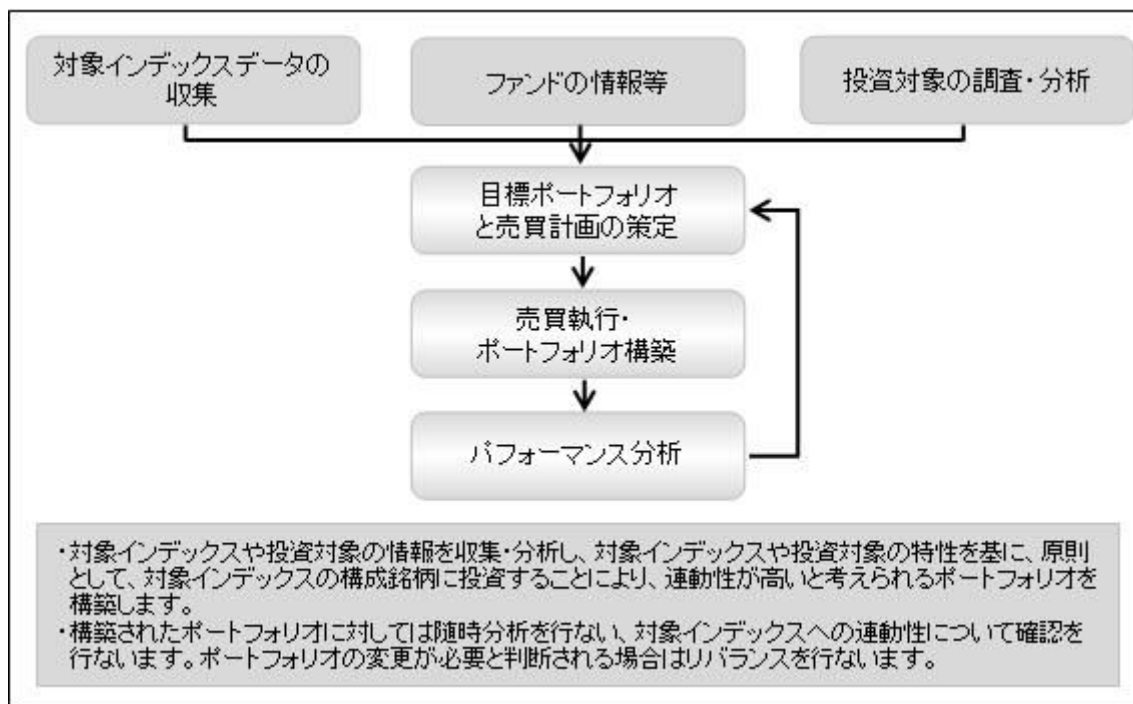 対象インデックスデータの
収集
ファンドの情報等
投資対象の調査・分析
目標ポートフォリオ
と売買計画の策定
売買執行・
ポートフォリオ構築
パフォーマンス分析
・対象インデックスや投資対象の情報を収集・分析し、対象インデックスや投資対象の特性を基に、原則
として、対象インデックスの構成銘柄に投資することにより、連動性が高いと考えられるポートフォリオを
構築します。
・構築されたポートフォリオに対しては随時分析を行ない、対象インデックスへの連動性について確認を
行ないます。ポートフォリオの変更が必要と判断される場合はリバランスを行ないます。